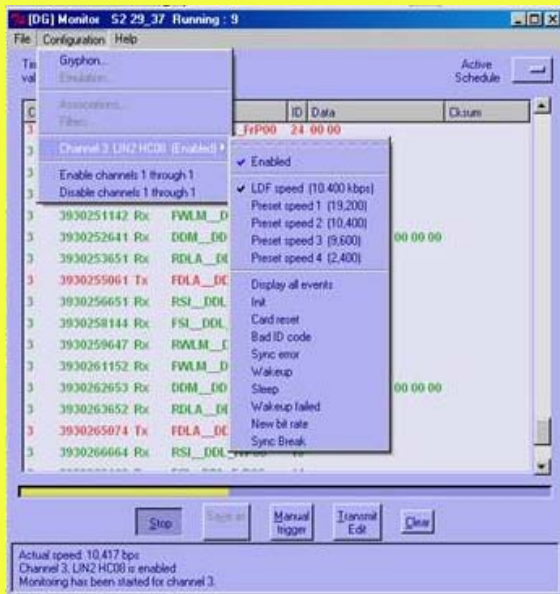 [DG] Monitor S2 29_37 Running : 9
File Configuration Help
Gryphon...
Emulation...
Associations...
Filters...
Channel 3, LIN2 HC08 (Enabled)
Enable channels 1 through 1
Disable channels 1 through 1
Active
Schedule
ID Data Cksum
3 _FrP00 24 00 00
Enabled
LDF speed (10.400 kbps)
Preset speed 1 (19,200)
Preset speed 2 (10,400)
Preset speed 3 (9,600)
Preset speed 4 (2,400)
Display all events
Init
Card reset
Bad ID code
Sync error
Wakeup
Sleep
Wakeup failed
New bit rate
Sync Break
3 3930251142 Rx FWLM__D
3 3930252641 Rx DDM__DD 00 00 00
3 3930253651 Rx RDLA__D
3 3930255061 Tx FDLA__DD
3 3930256651 Rx RSI__DDL
3 3930258144 Rx FSI__DDL
3 3930259647 Rx RWLM__D
3 3930261152 Rx FWLM__D
3 3930262653 Rx DDM__DD 00 00 00
3 3930263652 Rx RDLA__D
3 3930265074 Tx FDLA__DD
3 3930266664 Rx RSI__DDL
Stop Save as Manual trigger Transmit Edit Clear
Actual speed: 10,417 bps
Channel 3, LIN2 HC08 is enabled
Monitoring has been started for channel 3.